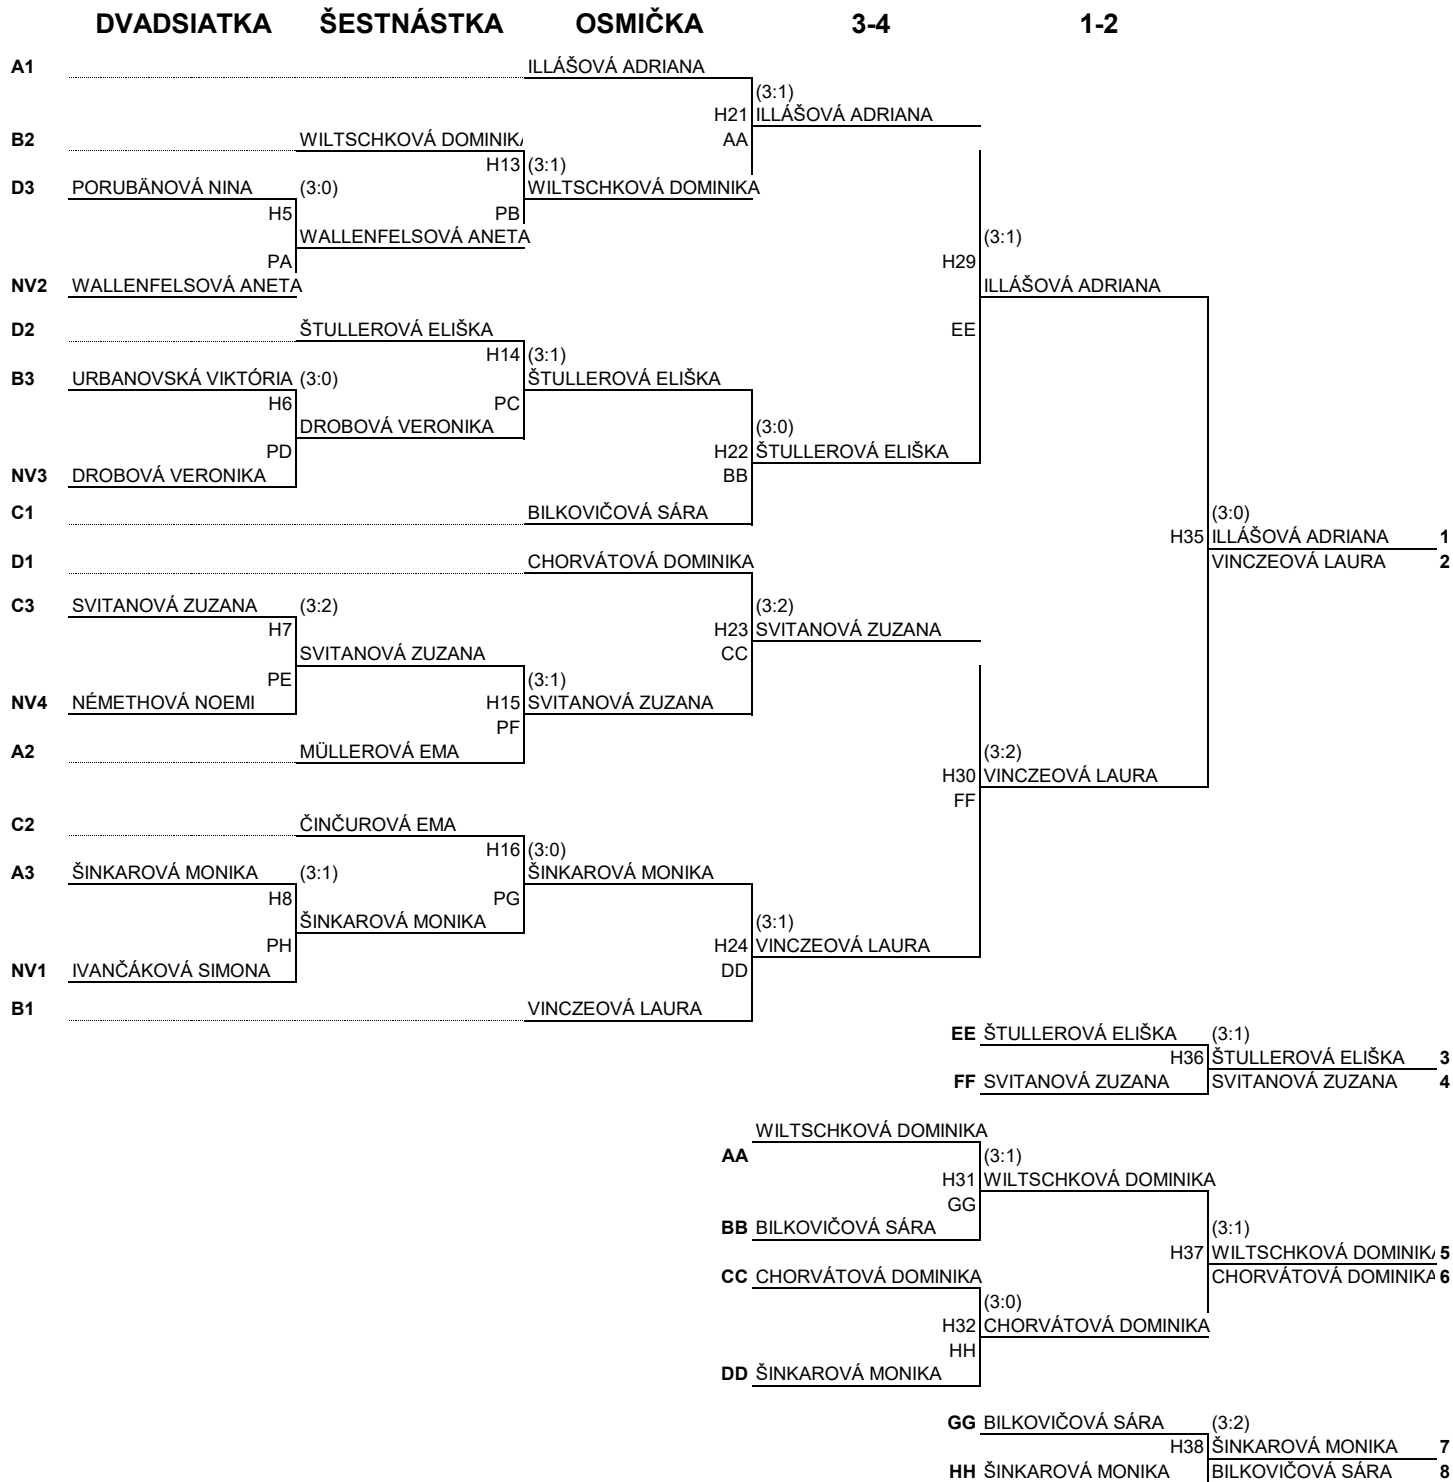 DVADSIATKA ŠESTNÁSTKA OSMIČKA 3-4 1-2
A1 ILLÁŠOVÁ ADRIANA
(3:1)
H21 ILLÁŠOVÁ ADRIANA
B2 WILTSCHKOVÁ DOMINIK AA
H13 (3:1)
D3 PORUBÄNOVÁ NINA (3:0) WILTSCHKOVÁ DOMINIKA
H5 PB
WALLENFELSOVÁ ANETA (3:1)
PA H29
NV2 WALLENFELSOVÁ ANETA ILLÁŠOVÁ ADRIANA
D2 ŠTULLEROVÁ ELIŠKA EE
H14 (3:1)
B3 URBANOVSKÁ VIKTÓRIA (3:0) ŠTULLEROVÁ ELIŠKA
H6 PC
DROBOVÁ VERONIKA (3:0)
PD H22 ŠTULLEROVÁ ELIŠKA
NV3 DROBOVÁ VERONIKA BB
C1 BILKOVIČOVÁ SÁRA (3:0)
H35 ILLÁŠOVÁ ADRIANA 1
D1 CHORVÁTOVÁ DOMINIKA VINCZEOVÁ LAURA 2
C3 SVITANOVÁ ZUZANA (3:2) (3:2)
H7 H23 SVITANOVÁ ZUZANA
SVITANOVÁ ZUZANA CC
PE (3:1)
NV4 NÉMETHOVÁ NOEMI H15 SVITANOVÁ ZUZANA
PF
A2 MÜLLEROVÁ EMA (3:2)
H30 VINCZEOVÁ LAURA
FF
C2 ČINČUROVÁ EMA
H16 (3:0)
A3 ŠINKAROVÁ MONIKA (3:1) ŠINKAROVÁ MONIKA
H8 PG
ŠINKAROVÁ MONIKA (3:1)
PH H24 VINCZEOVÁ LAURA
NV1 IVANČÁKOVÁ SIMONA DD
B1 VINCZEOVÁ LAURA
EE ŠTULLEROVÁ ELIŠKA (3:1)
H36 ŠTULLEROVÁ ELIŠKA 3
FF SVITANOVÁ ZUZANA SVITANOVÁ ZUZANA 4
WILTSCHKOVÁ DOMINIKA
AA (3:1)
H31 WILTSCHKOVÁ DOMINIKA
GG
BB BILKOVIČOVÁ SÁRA (3:1)
H37 WILTSCHKOVÁ DOMINIK 5
CC CHORVÁTOVÁ DOMINIKA CHORVÁTOVÁ DOMINIKA 6
(3:0)
H32 CHORVÁTOVÁ DOMINIKA
HH
DD ŠINKAROVÁ MONIKA
GG BILKOVIČOVÁ SÁRA (3:2)
H38 ŠINKAROVÁ MONIKA 7
HH ŠINKAROVÁ MONIKA BILKOVIČOVÁ SÁRA 8